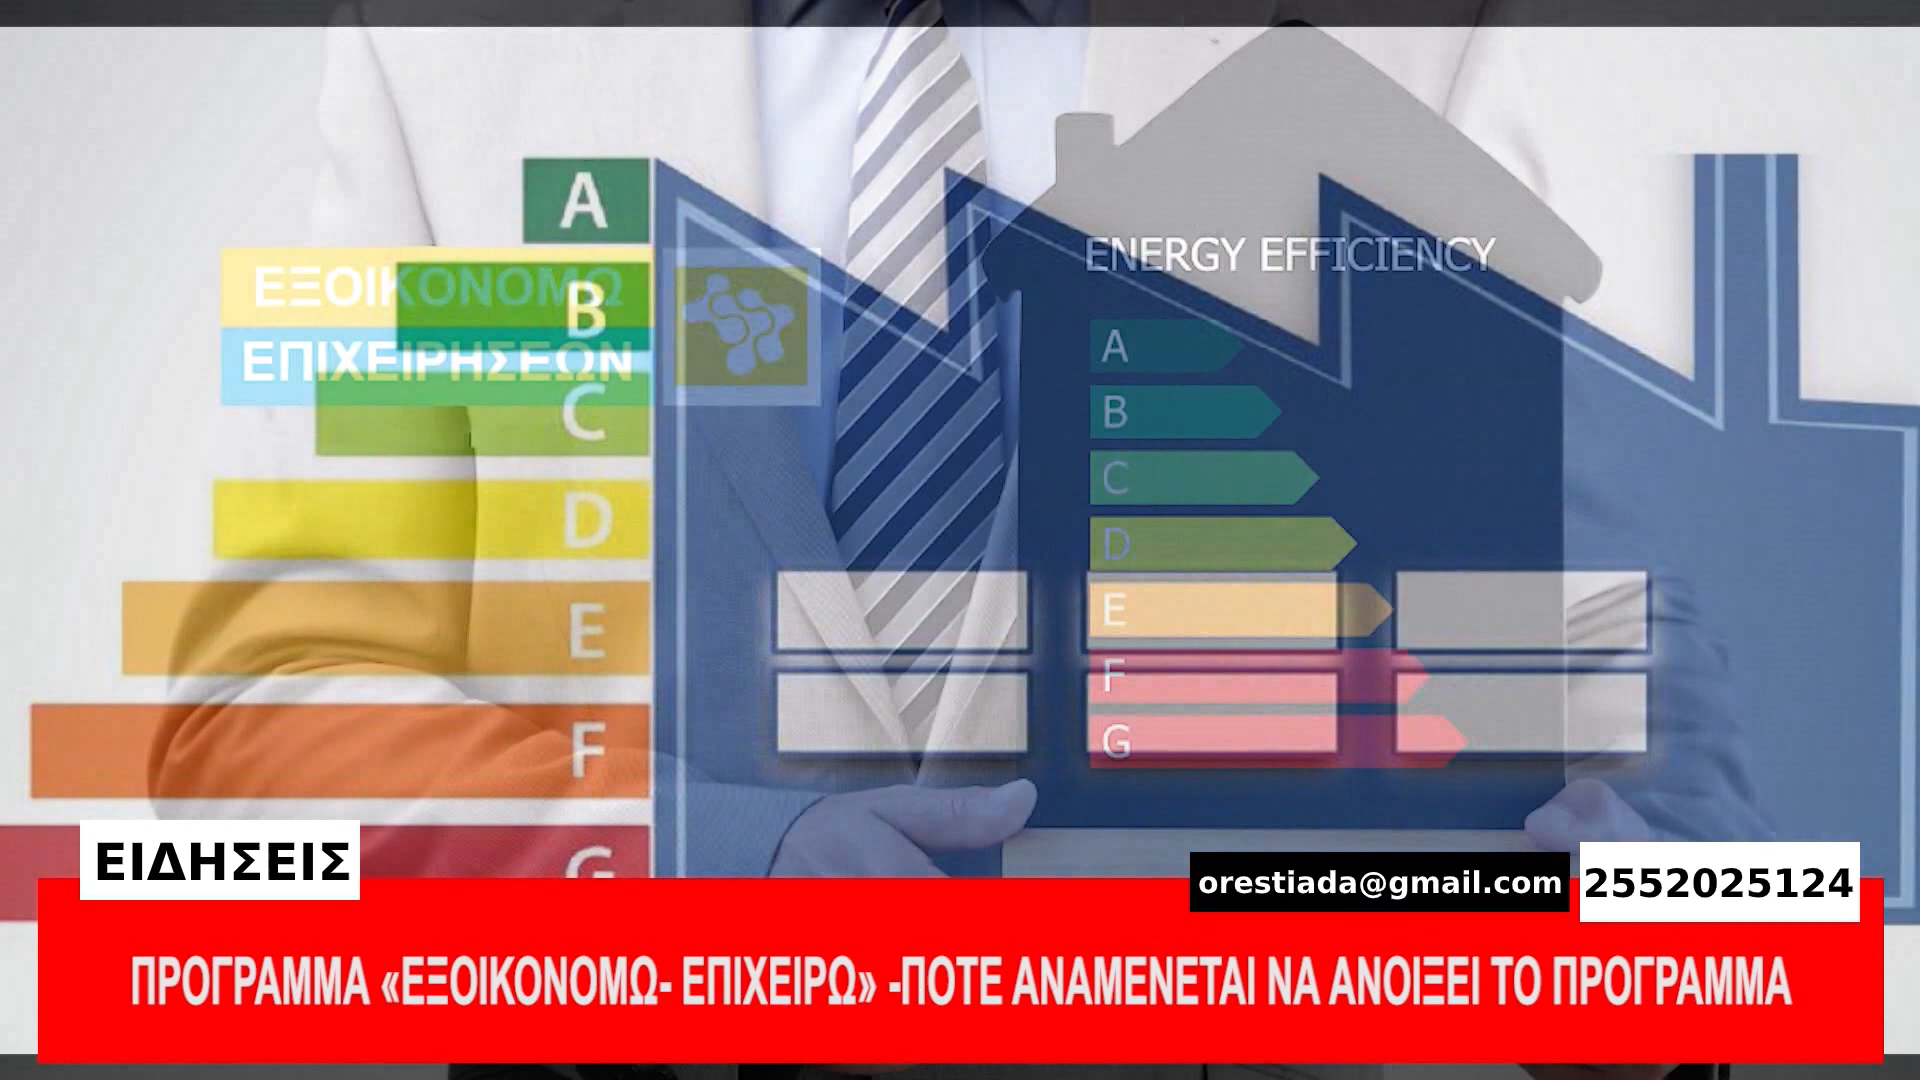 A
ΕΞΟΙΚΟΝΟΜΩ
B
ΕΠΙΧΕΙΡΗΣΕΩΝ
C
D
E
F
G
ENERGY EFFICIENCY
A
B
C
D
E
F
G
ΕΙΔΗΣΕΙΣ
orestiada@gmail.com
2552025124
ΠΡΟΓΡΑΜΜΑ «ΕΞΟΙΚΟΝΟΜΩ- ΕΠΙΧΕΙΡΩ» -ΠΟΤΕ ΑΝΑΜΕΝΕΤΑΙ ΝΑ ΑΝΟΙΞΕΙ ΤΟ ΠΡΟΓΡΑΜΜΑ